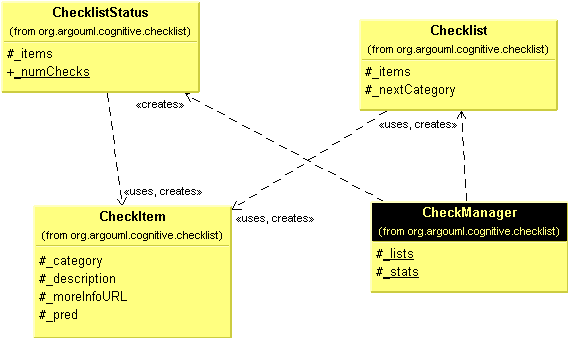 ChecklistStatus
(from org.argouml.cognitive.checklist)
#_items
+_numChecks
Checklist
(from org.argouml.cognitive.checklist)
#_items
#_nextCategory
«creates»
«uses, creates»
«uses, creates»
«uses, creates»
CheckItem
(from org.argouml.cognitive.checklist)
#_category
#_description
#_moreInfoURL
#_pred
CheckManager
(from org.argouml.cognitive.checklist)
#_lists
#_stats